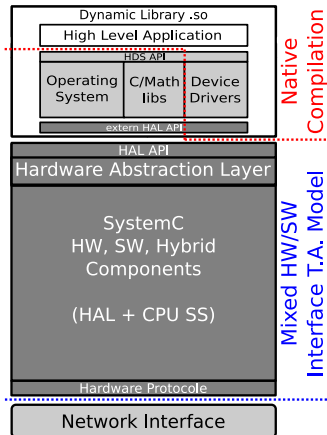 Dynamic Library .so
High Level Application
HDS API
Operating
System
C/Math
libs
Device
Drivers
extern HAL API
Native
Compilation
HAL API
Hardware Abstraction Layer
SystemC
HW, SW, Hybrid
Components
(HAL + CPU SS)
Mixed HW/SW
Interface T.A. Model
Hardware Protocole
Network Interface